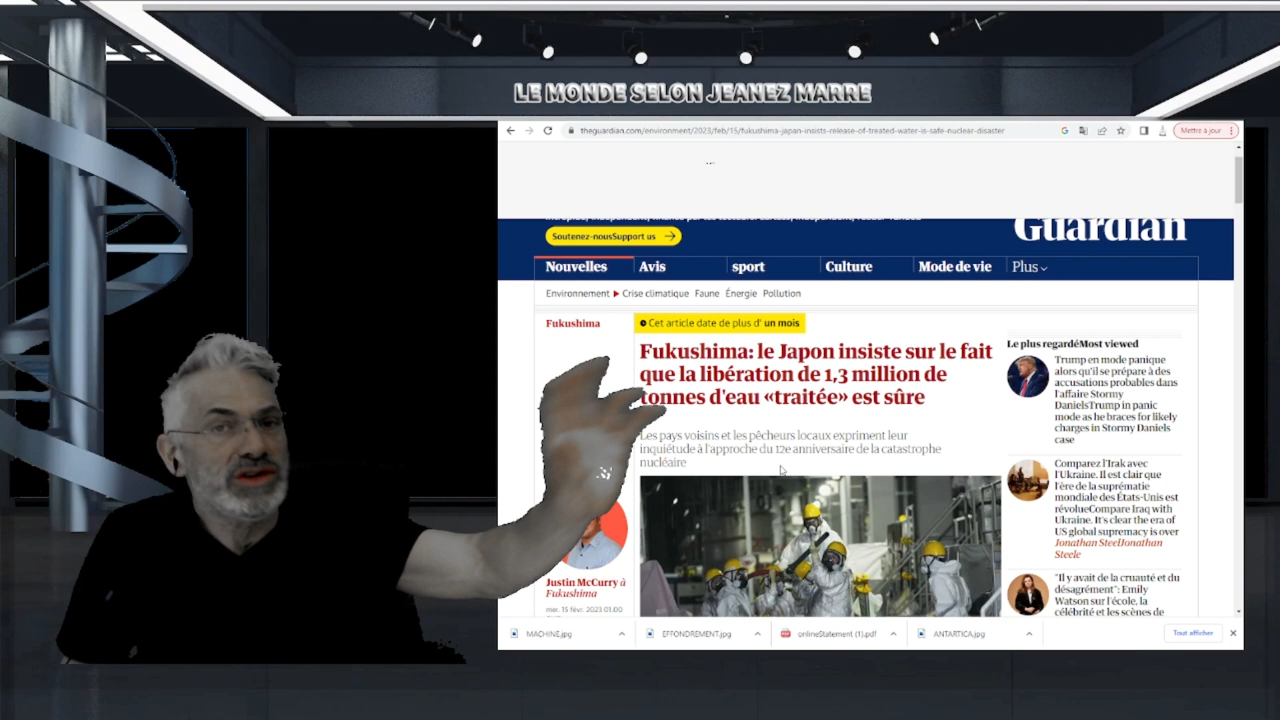 LE MONDE SELON JEANEZ MARRE
theguardian.com/environment/2023/feb/15/fukushima-japan-insists-release-of-treated-water-is-safe-nuclear-disaster
Mettre à jour
Soutenez-nousSupport us
Guardian
Nouvelles
Avis
sport
Culture
Mode de vie
Plus
Environnement
Crise climatique
Faune
Énergie
Pollution
Fukushima
Cet article date de plus d' un mois
Fukushima: le Japon insiste sur le fait
que la libération de 1,3 million de
tonnes d'eau «traitée» est sûre
Les pays voisins et les pêcheurs locaux expriment leur
inquiétude à l'approche du 12e anniversaire de la catastrophe
nucléaire
Justin McCurry à
Fukushima
mer. 15 févr. 2023 01.00
Le plus regardéMost viewed
Trump en mode panique
alors qu'il se prépare à des
accusations probables dans
l'affaire Stormy
DanielsTrump in panic
mode as he braces for likely
charges in Stormy Daniels
case
Comparez l'Irak avec
l'Ukraine. Il est clair que
l'ère de la suprématie
mondiale des États-Unis est
révolueCompare Iraq with
Ukraine. It's clear the era of
US global supremacy is over
Jonathan SteelJonathan
Steele
"Il y avait de la cruauté et du
désagrément": Emily
Watson sur l'école, la
célébrité et les scènes de
MACHINE.jpg
EFFONDREMENT.jpg
onlineStatement (1).pdf
ANTARTICA.jpg
Tout afficher